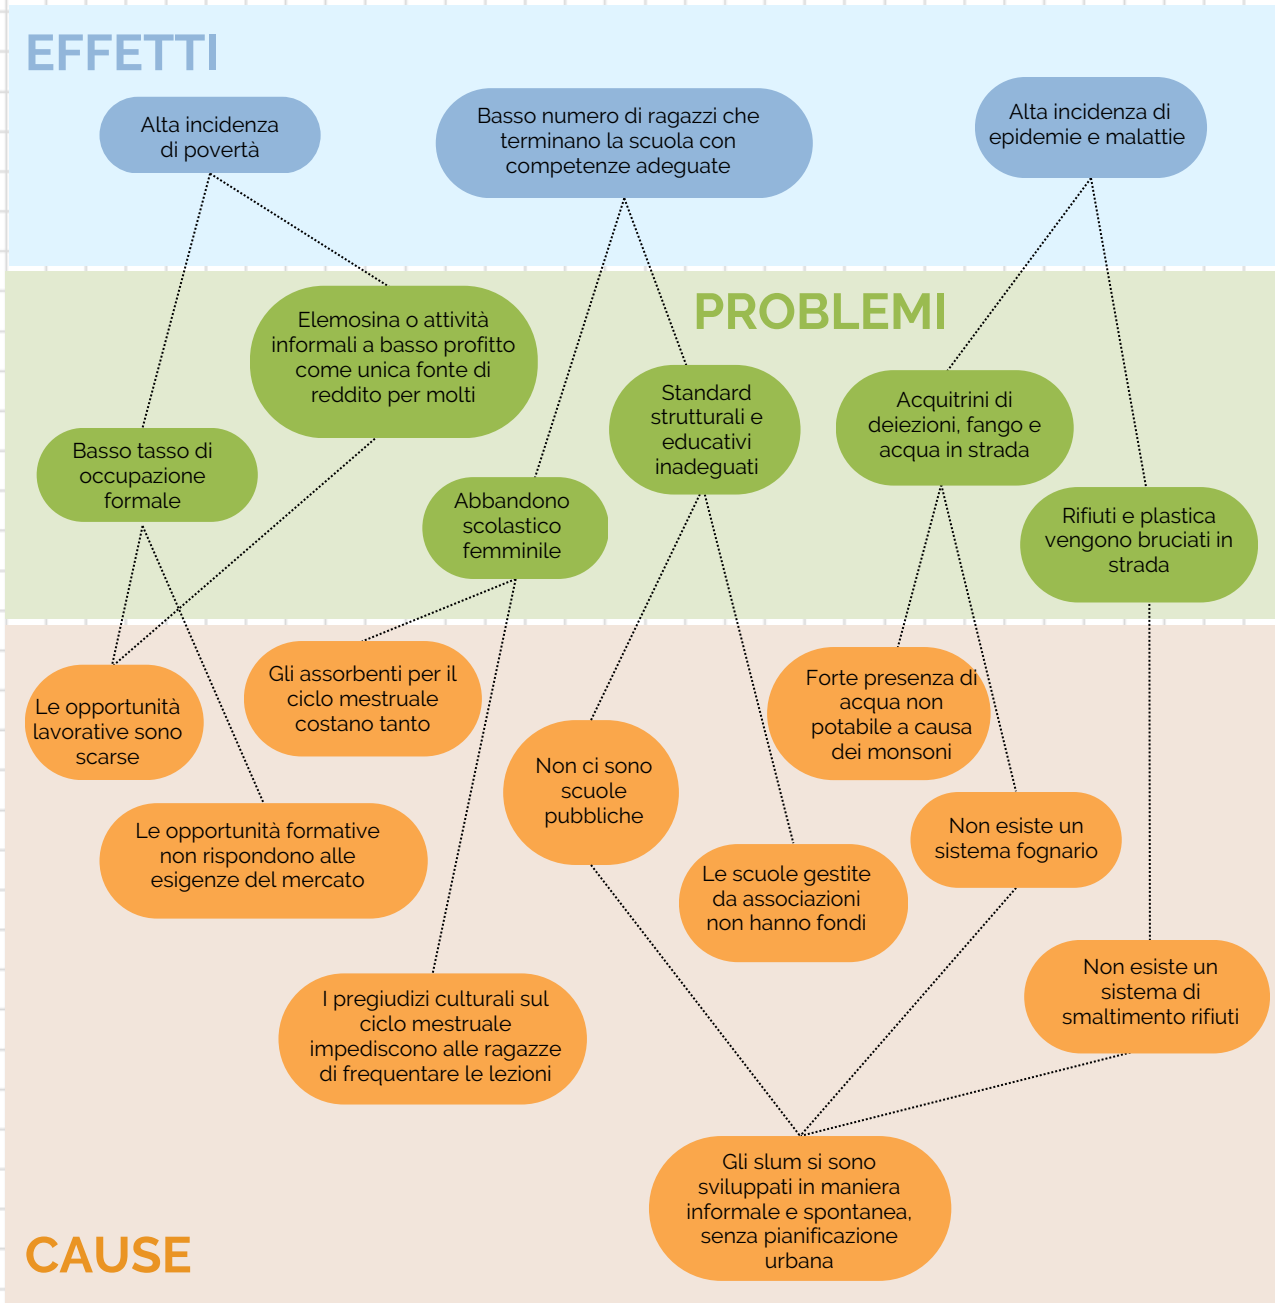 EFFETTI
Alta incidenza
di povertà
Basso numero di ragazzi che
terminano la scuola con
competenze adeguate
Alta incidenza di
epidemie e malattie
PROBLEMI
Elemosina o attività
informali a basso profitto
come unica fonte di
reddito per molti
Standard
strutturali e
educativi
inadeguati
Acquitrini di
deiezioni, fango e
acqua in strada
Basso tasso di
occupazione
formale
Abbandono
scolastico
femminile
Rifiuti e plastica
vengono bruciati in
strada
Le opportunità
lavorative sono
scarse
Gli assorbenti per il
ciclo mestruale
costano tanto
Forte presenza di
acqua non
potabile a causa
dei monsoni
Non ci sono
scuole
pubbliche
Le opportunità formative
non rispondono alle
esigenze del mercato
Non esiste un
sistema fognario
Le scuole gestite
da associazioni
non hanno fondi
I pregiudizi culturali sul
ciclo mestruale
impediscono alle ragazze
di frequentare le lezioni
Non esiste un
sistema di
smaltimento rifiuti
Gli slum si sono
sviluppati in maniera
informale e spontanea,
senza pianificazione
urbana
CAUSE